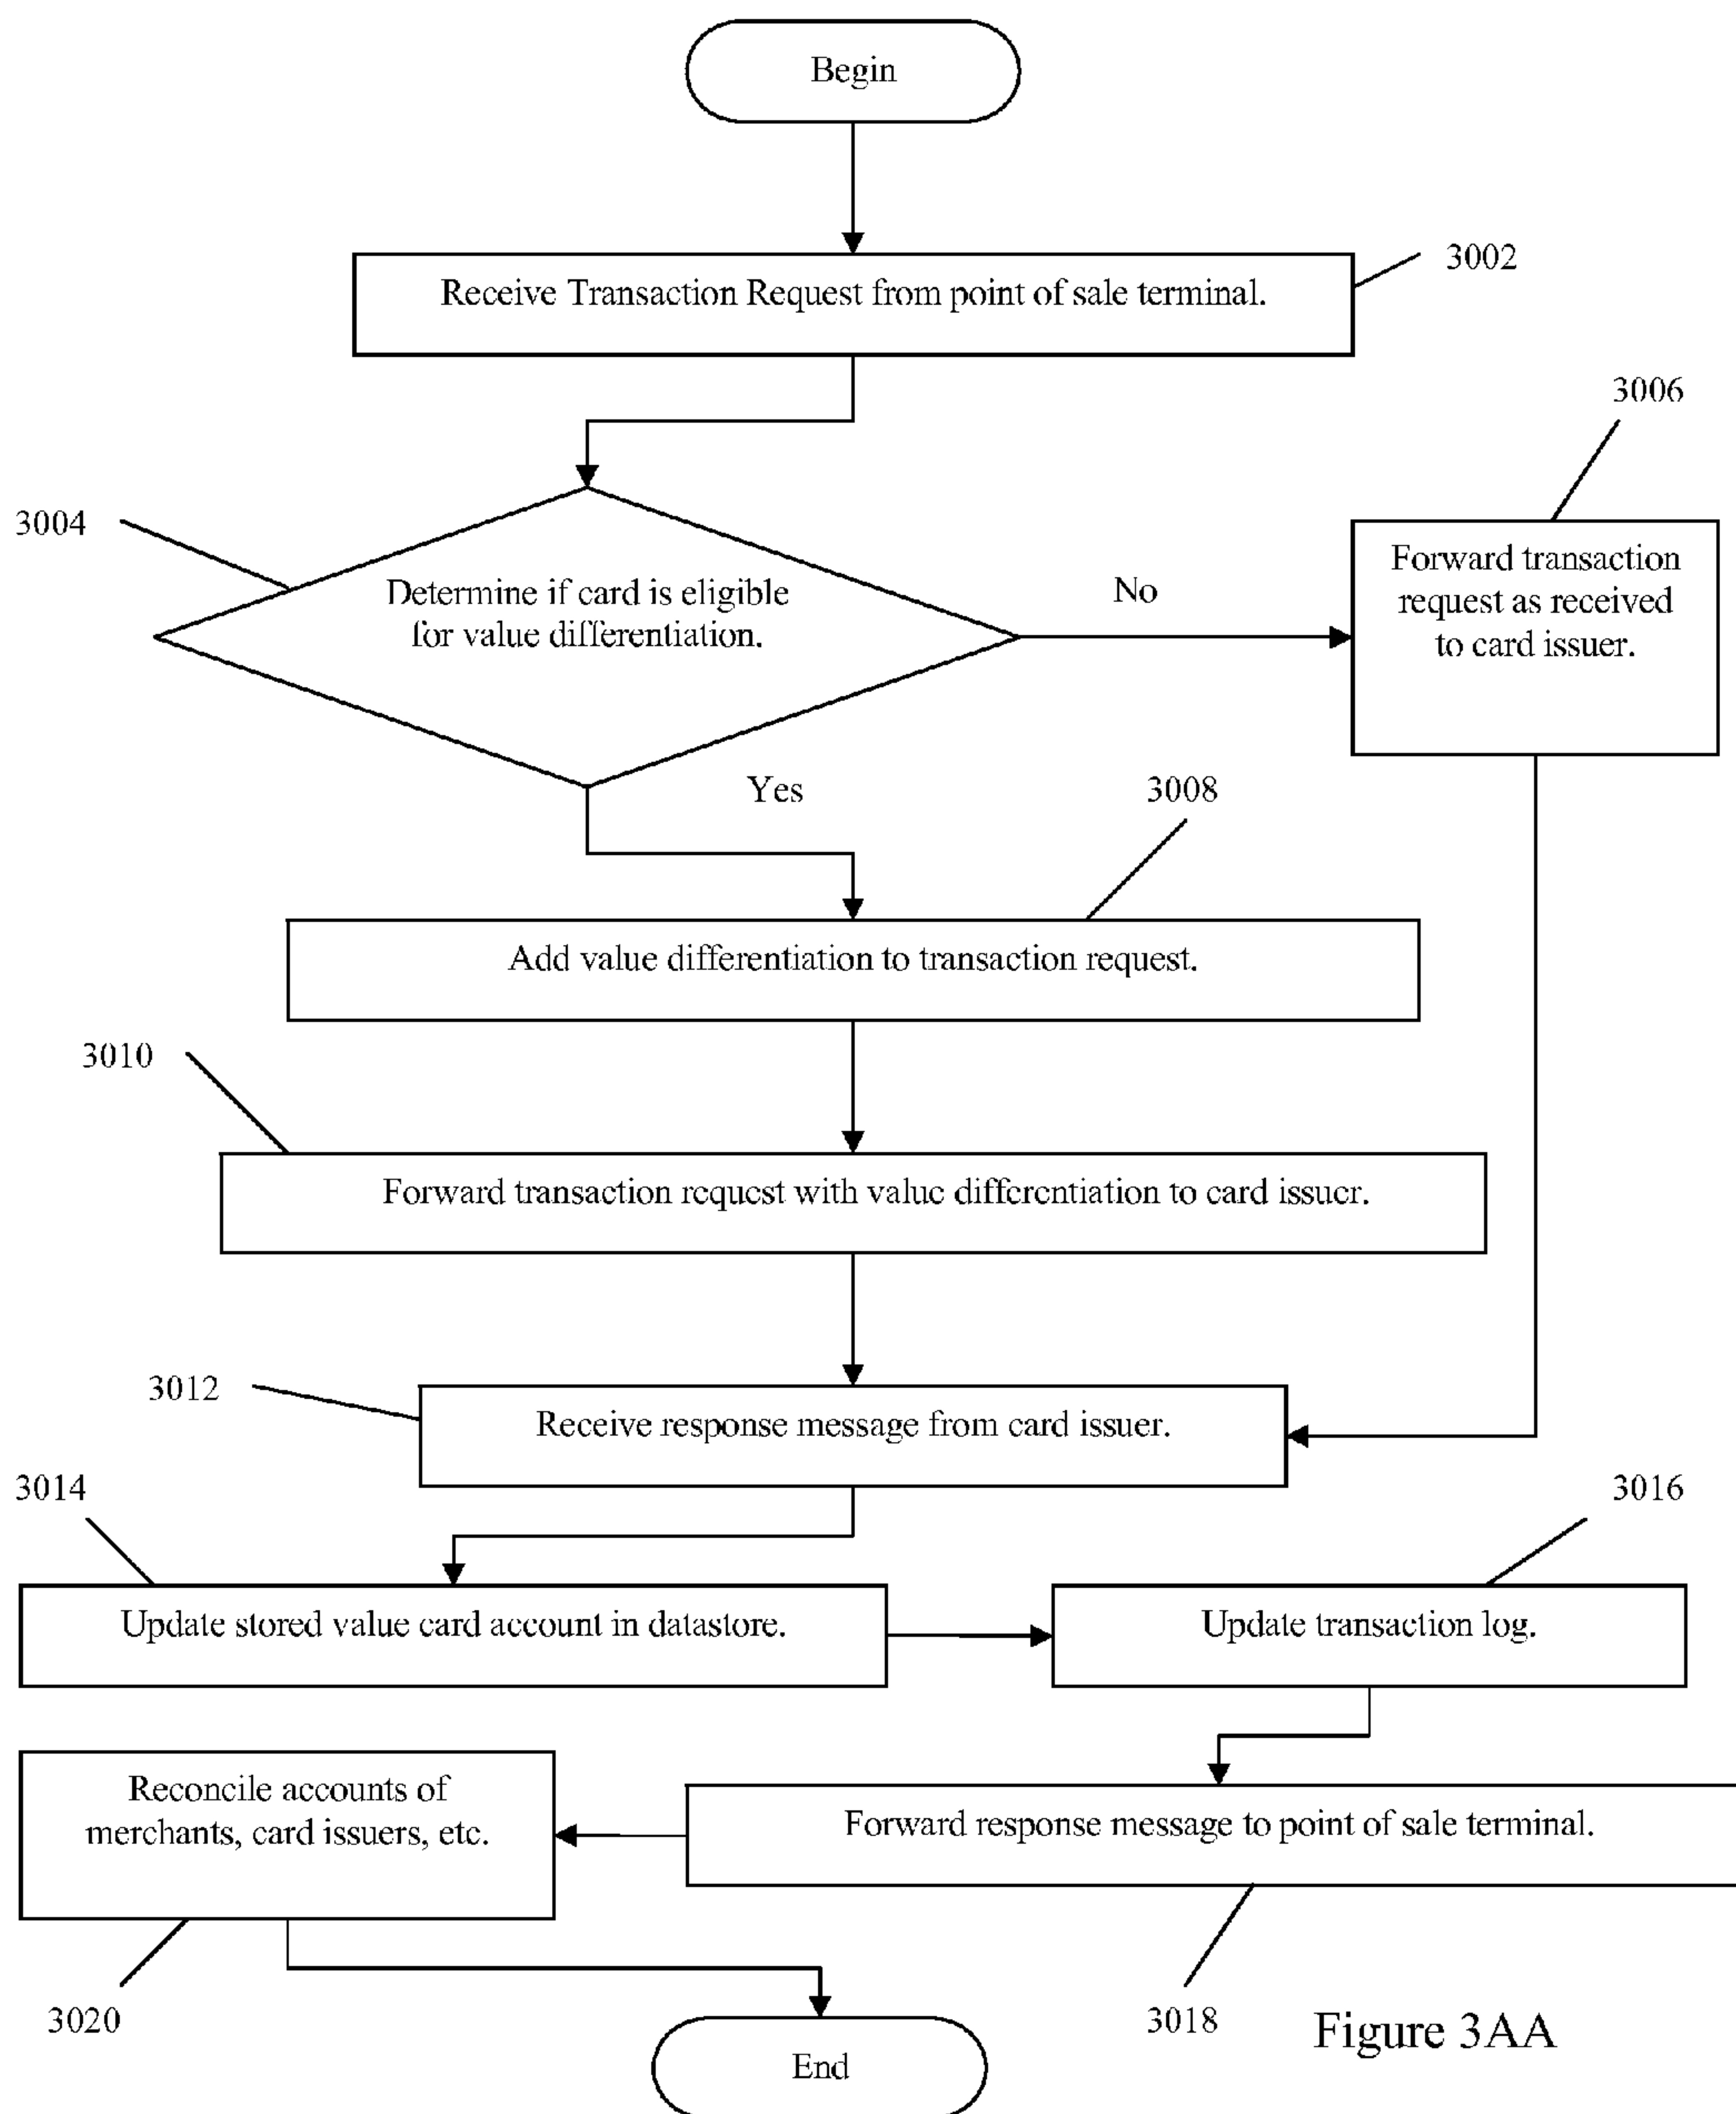 Begin
Receive Transaction Request from point of sale terminal.
3002
3006
3004
Determine if card is eligible
for value differentiation.
No
Forward transaction
request as received
to card issuer.
Yes
3008
Add value differentiation to transaction request.
3010
Forward transaction request with value differentiation to card issuer.
3012
Receive response message from card issuer.
3014
3016
Update stored value card account in datastore.
Update transaction log.
Reconcile accounts of
merchants, card issuers, etc.
Forward response message to point of sale terminal.
3020
3018
Figure 3AA
End